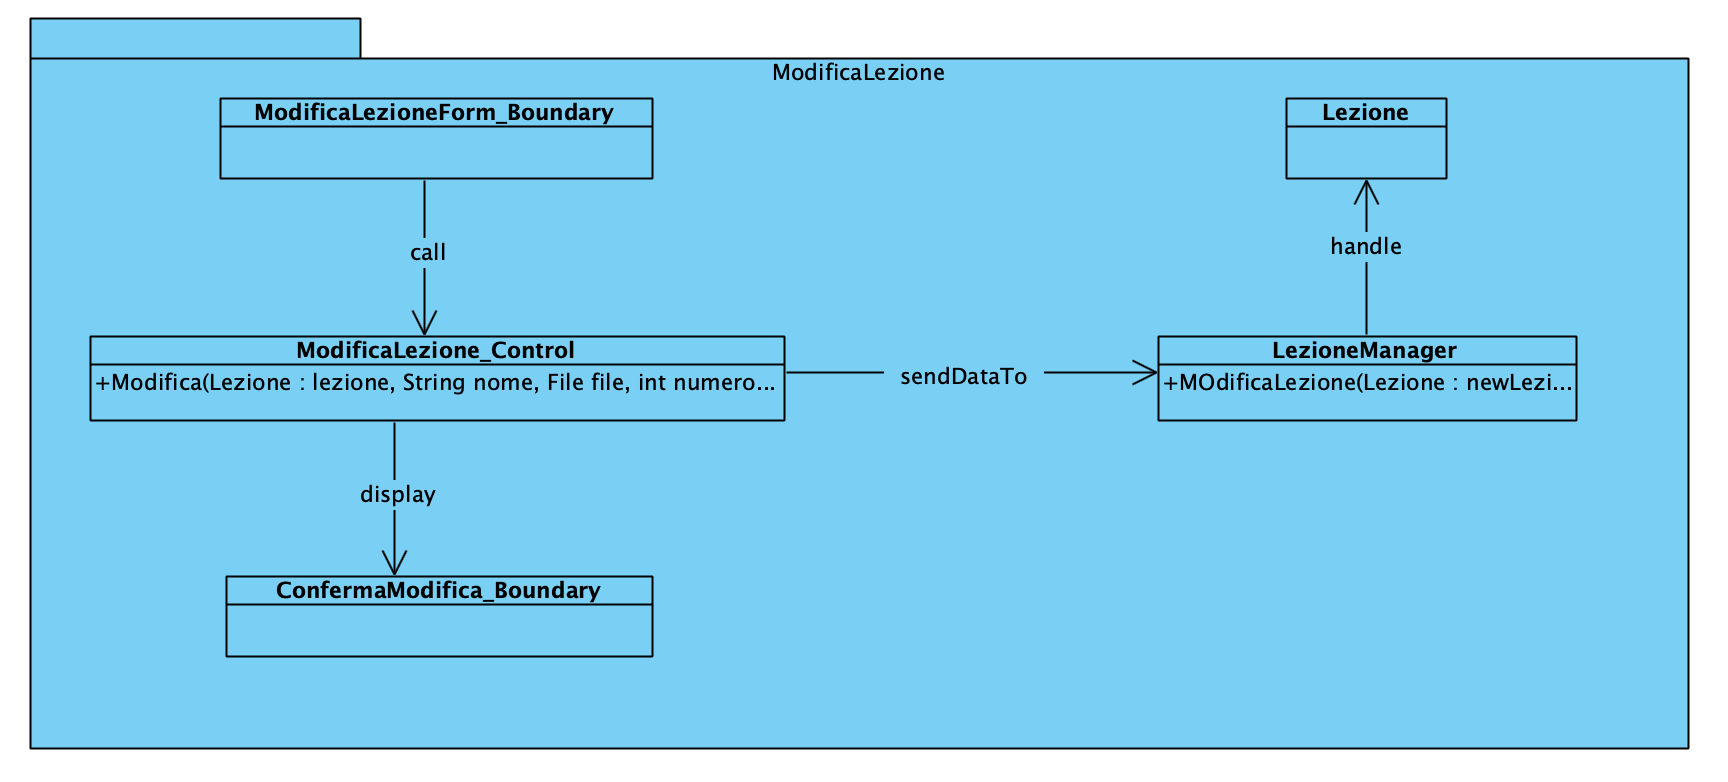 ModificaLezione
ModificaLezioneForm_Boundary
Lezione
call
handle
ModificaLezione_Control
+Modifica(Lezione : lezione, String nome, File file, int numero...
sendDataTo
LezioneManager
+MOdificaLezione(Lezione : newLezi...
display
ConfermaModifica_Boundary